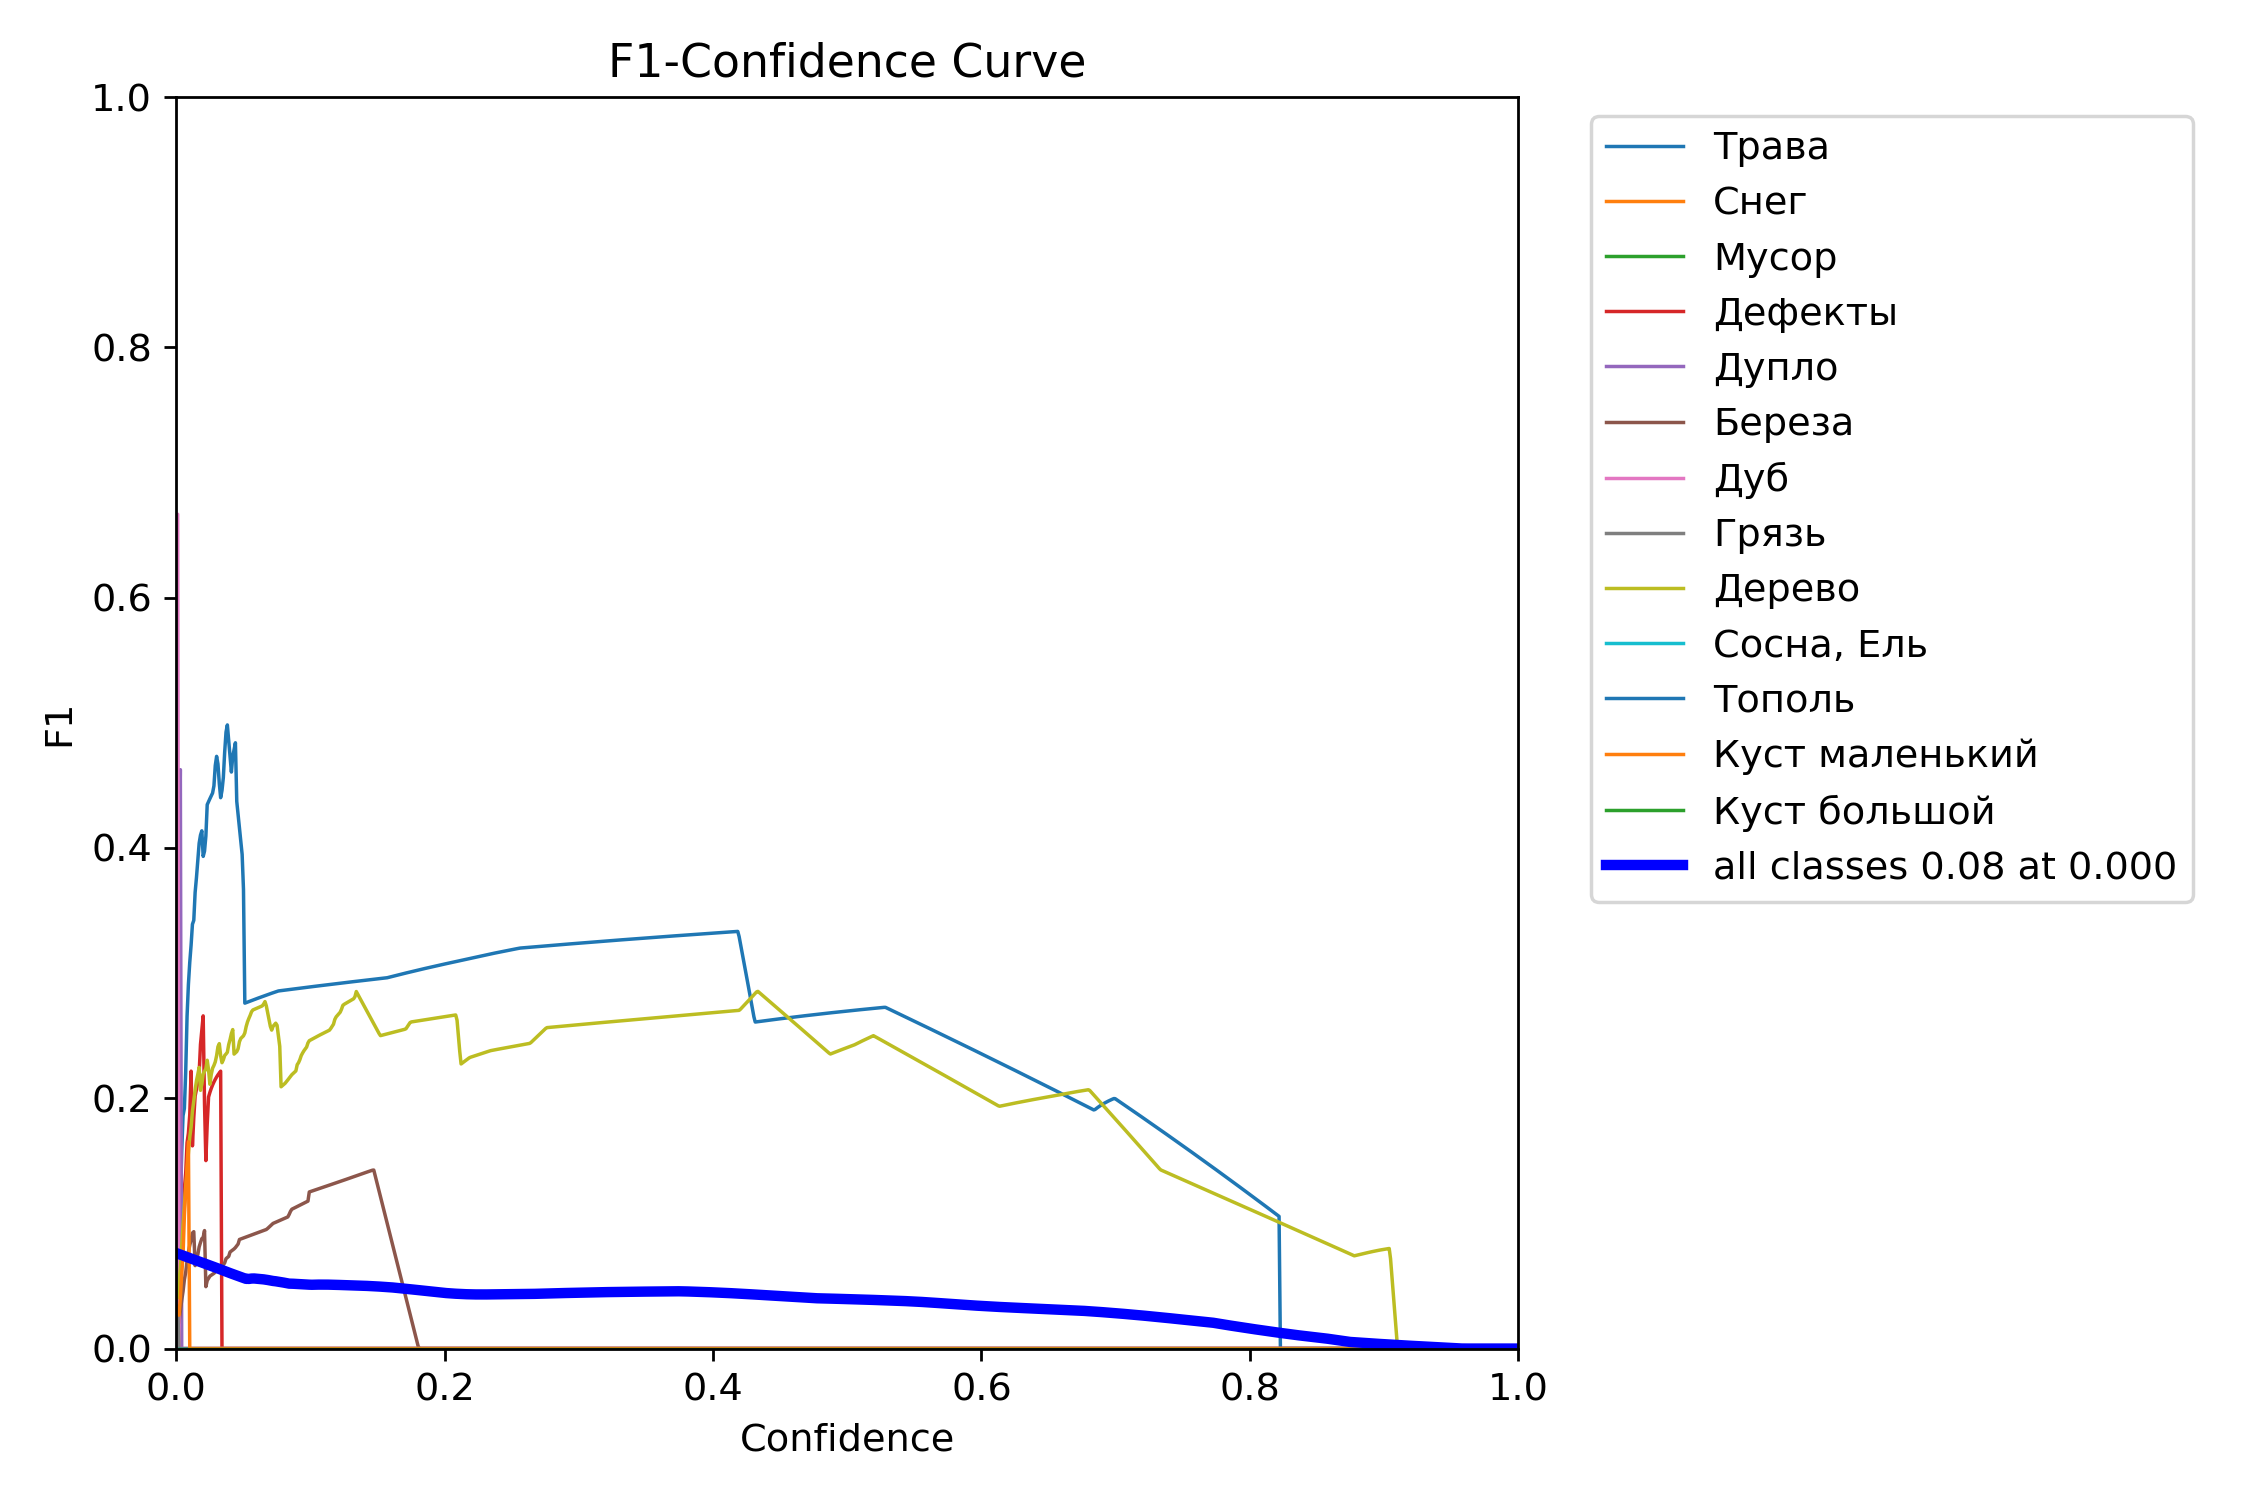 F1-Confidence Curve
1.0
0.8
0.6
0.4
0.2
0.0
F1
0.0 0.2 0.4 0.6 0.8 1.0
Confidence
Трава
Снег
Мусор
Дефекты
Дупло
Береза
Дуб
Грязь
Дерево
Сосна, Ель
Тополь
Куст маленький
Куст большой
all classes 0.08 at 0.000